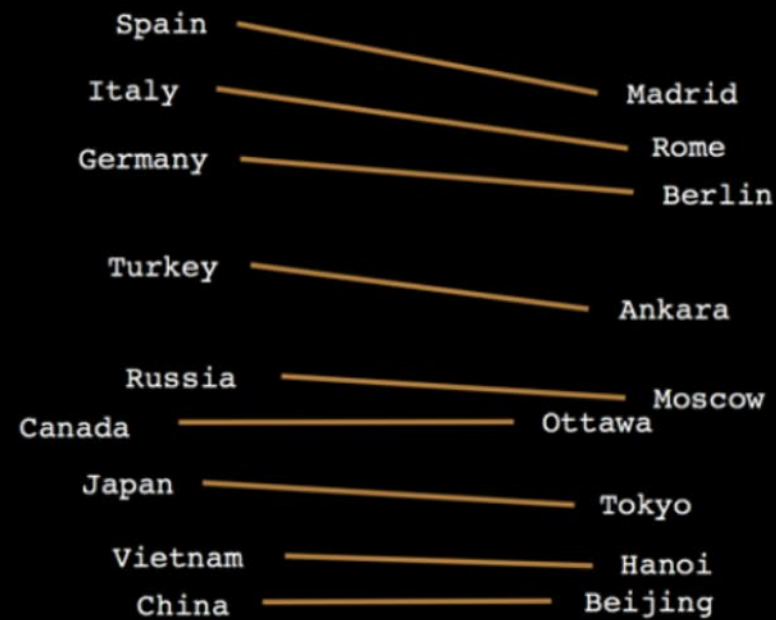 Spain Madrid
Italy Rome
Germany Berlin
Turkey Ankara
Russia Moscow
Canada Ottawa
Japan Tokyo
Vietnam Hanoi
China Beijing